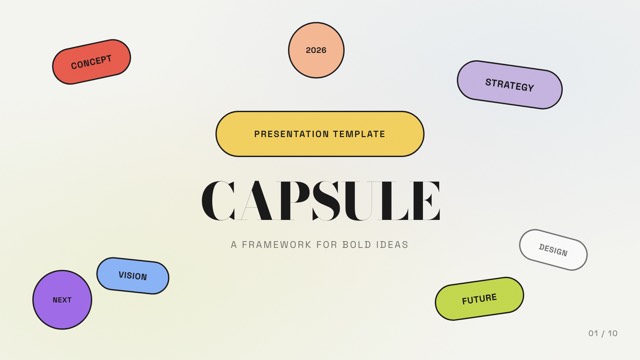 2026
CONCEPT
STRATEGY
PRESENTATION TEMPLATE
CAPSULE
A FRAMEWORK FOR BOLD IDEAS
DESIGN
VISION
NEXT
FUTURE
01 / 10